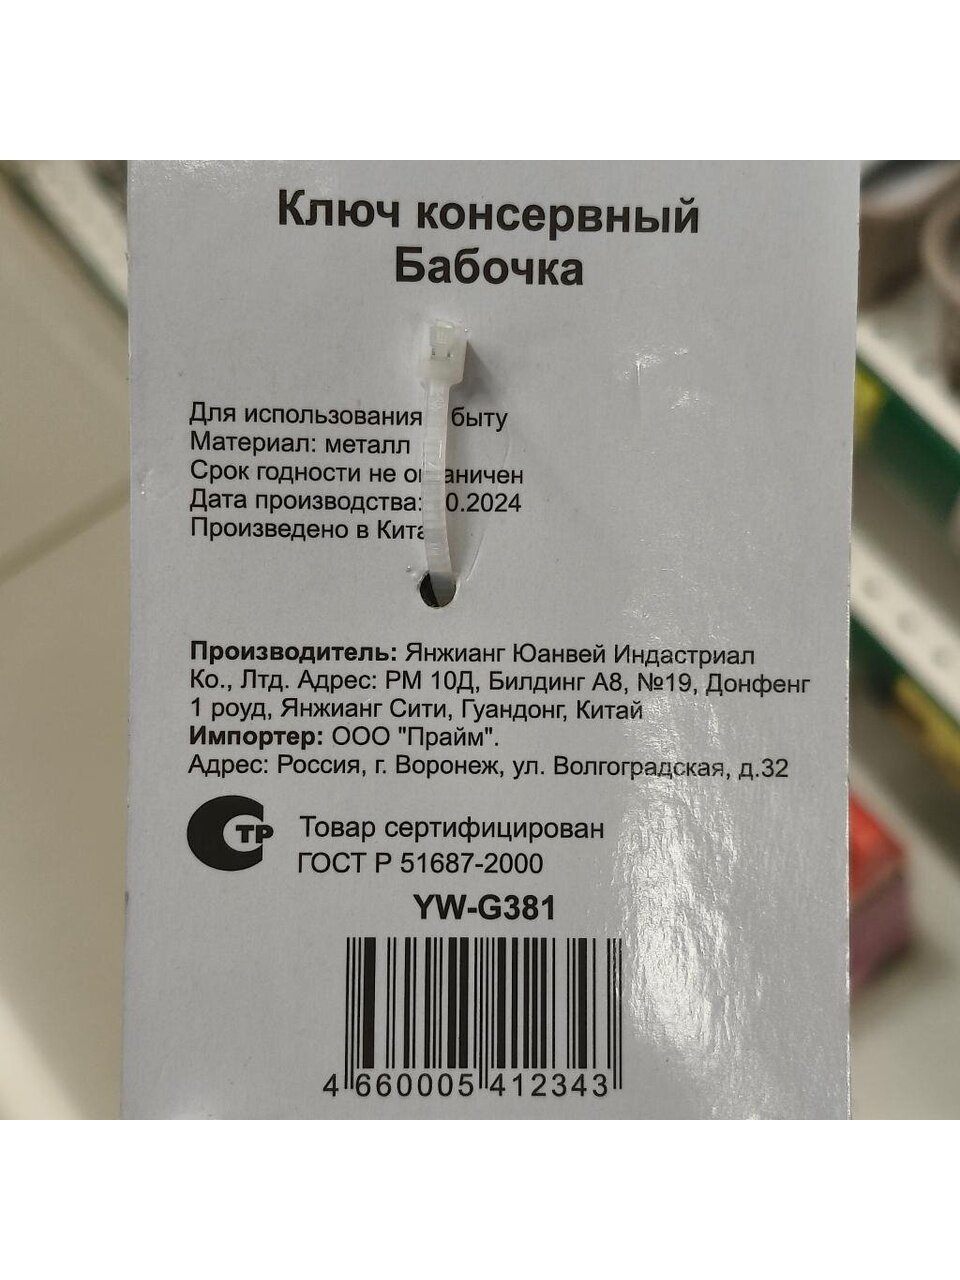 Ключ консервный
Бабочка
Для использования быту
Материал: металл
Срок годности не
Дата производства:
Произведено в
Производитель: Янжианг Юанвей Индастриал
Ко., Лтд. Адрес: РМ 10Д, Билдинг А8, №19, Донфенг
1 роуд, Янжианг Сити, Гуандонг, Китай
Импортер: ООО "Прайм".
Адрес: Россия, г. Воронеж, ул. Волгоградская, д.32
СТР Товар сертифицирован
ГОСТ Р 51687-2000
YW-G381
4 660005 412343